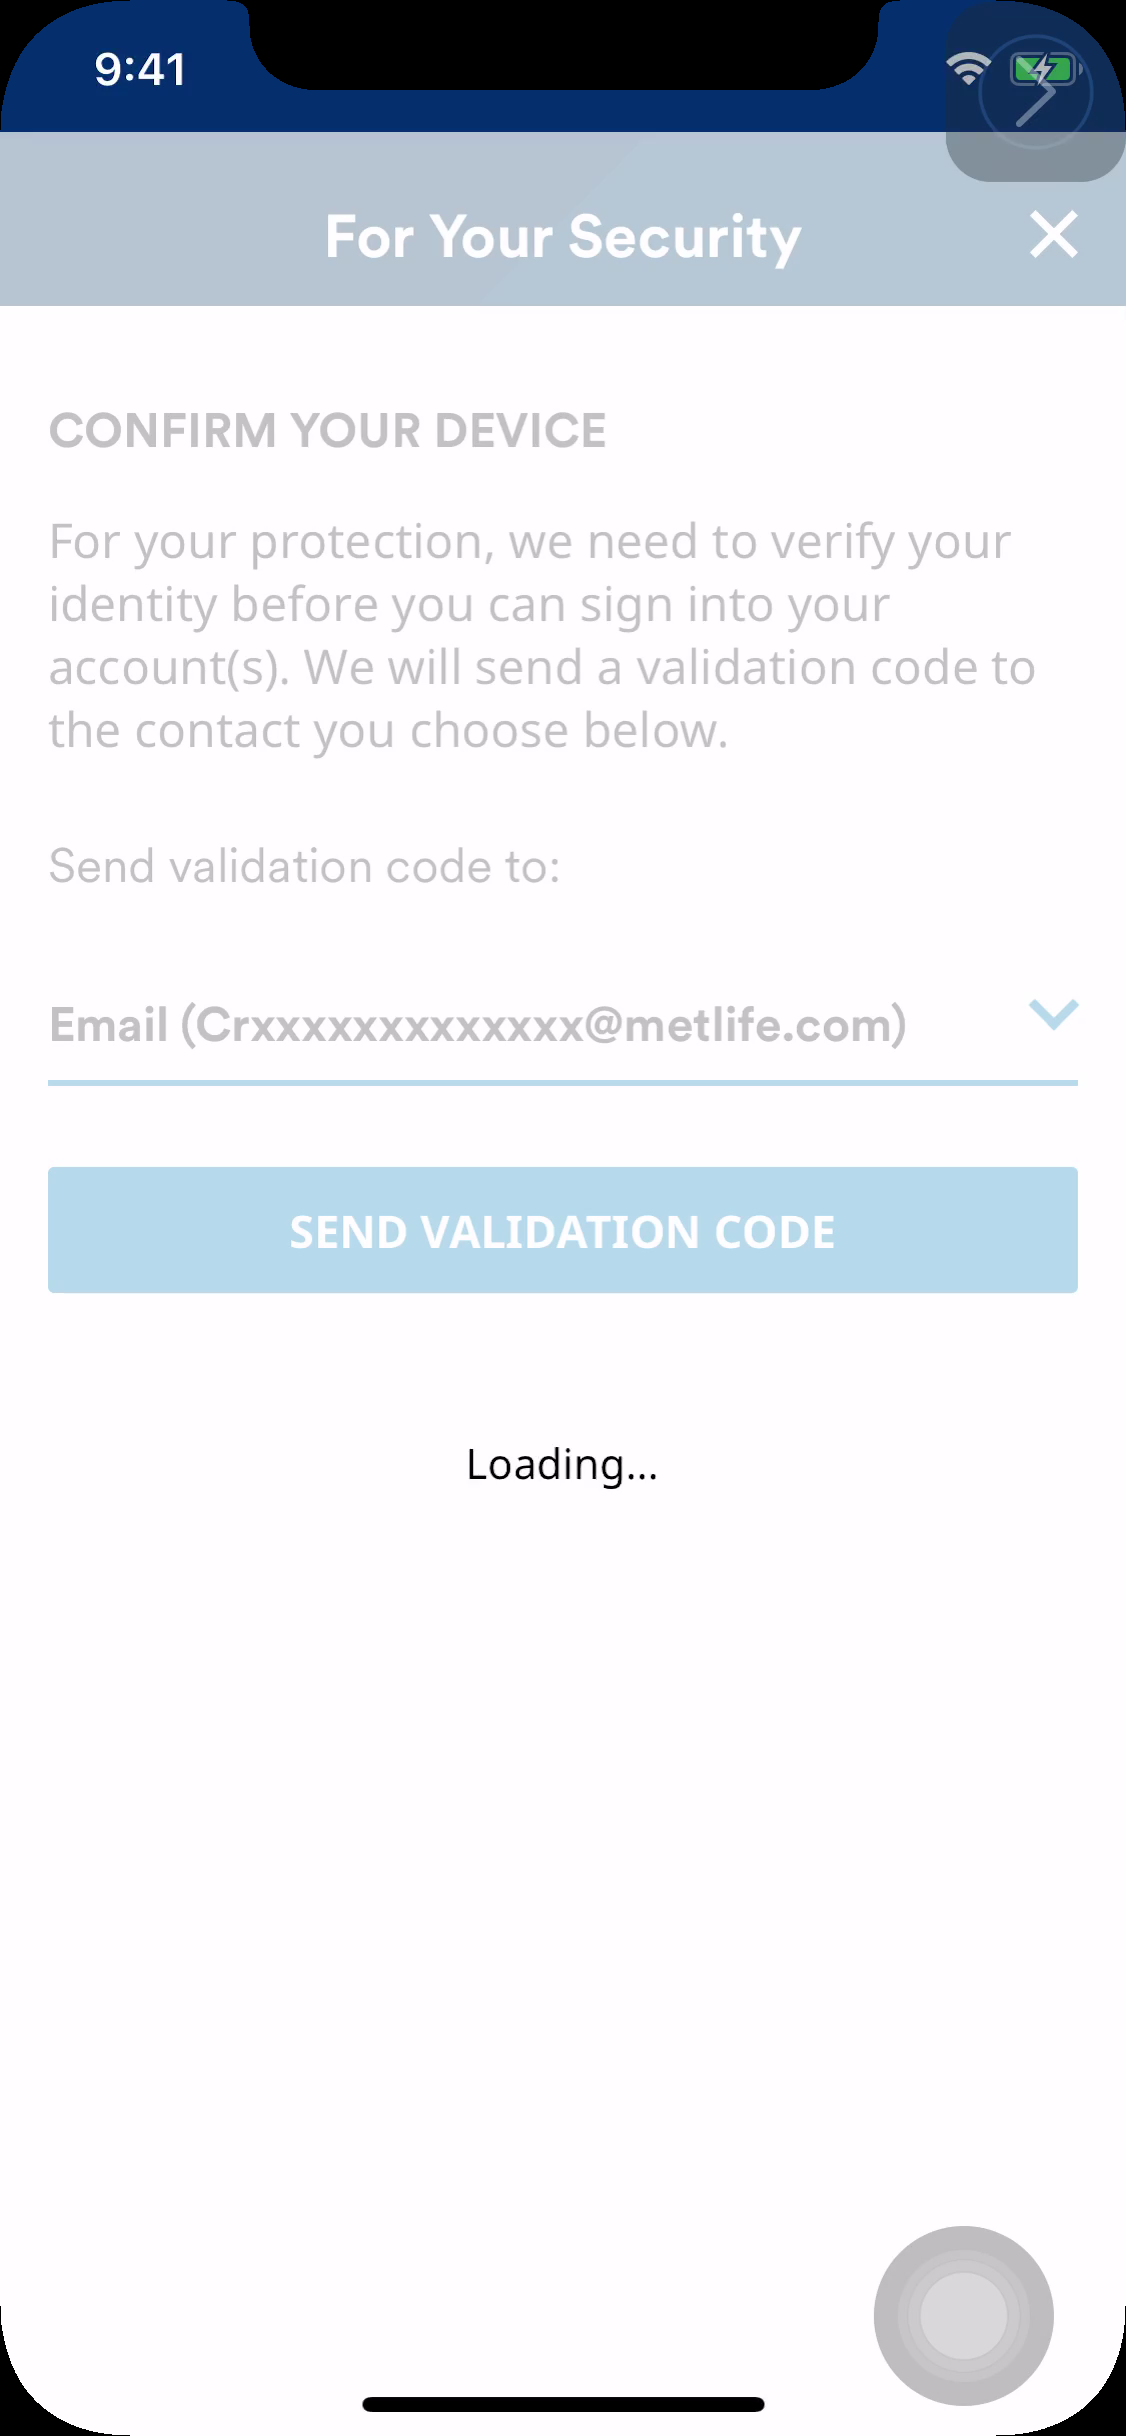 9:41
For Your Security
CONFIRM YOUR DEVICE
For your protection, we need to verify your
identity before you can sign into your
account(s). We will send a validation code to
the contact you choose below.
Send validation code to:
Email (Crxxxxxxxxxxxxx@metlife.com)
SEND VALIDATION CODE
Loading...